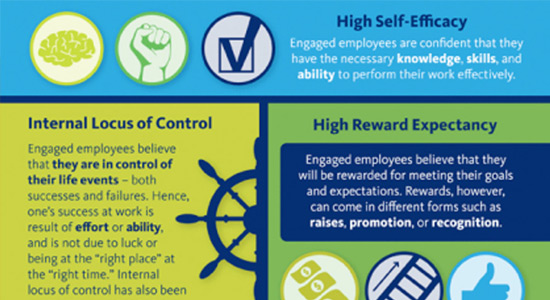 High Self-Efficacy
Engaged employees are confident that they
have the necessary knowledge, skills, and
ability to perform their work effectively.
Internal Locus of Control
Engaged employees believe
that they are in control of
their life events – both
successes and failures. Hence,
one's success at work is
result of effort or ability,
and is not due to luck or
being at the "right place" at
the "right time." Internal
locus of control has also been
High Reward Expectancy
Engaged employees believe that they
will be rewarded for meeting their goals
and expectations. Rewards, however,
can come in different forms such as
raises, promotion, or recognition.